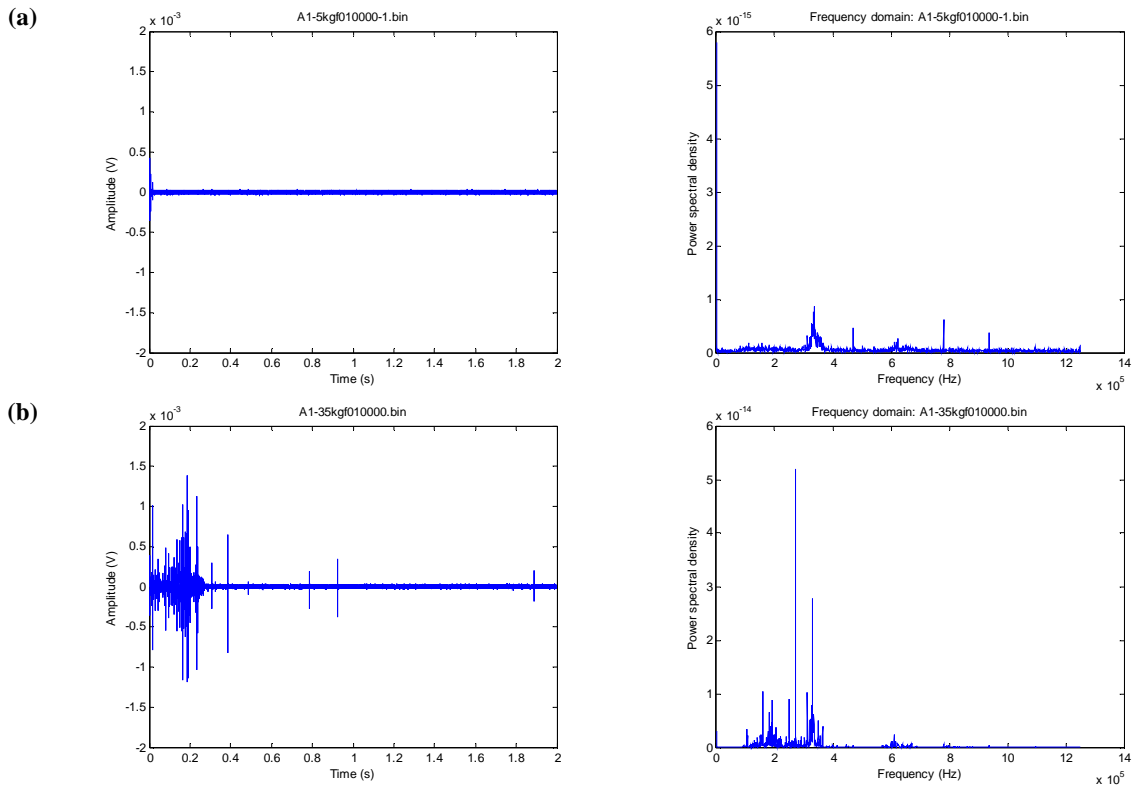 (a)
x 10⁻³
A1-5kgf010000-1.bin
2
1.5
1
0.5
0
-0.5
-1
-1.5
-2
Amplitude (V)
0 0.2 0.4 0.6 0.8 1 1.2 1.4 1.6 1.8 2
Time (s)
x 10⁻¹⁵
Frequency domain: A1-5kgf010000-1.bin
6
5
4
3
2
1
0
Power spectral density
0 2 4 6 8 10 12 14
Frequency (Hz)
x 10⁵
(b)
x 10⁻³
A1-35kgf010000.bin
2
1.5
1
0.5
0
-0.5
-1
-1.5
-2
Amplitude (V)
0 0.2 0.4 0.6 0.8 1 1.2 1.4 1.6 1.8 2
Time (s)
x 10⁻¹⁴
Frequency domain: A1-35kgf010000.bin
6
5
4
3
2
1
0
Power spectral density
0 2 4 6 8 10 12 14
Frequency (Hz)
x 10⁵